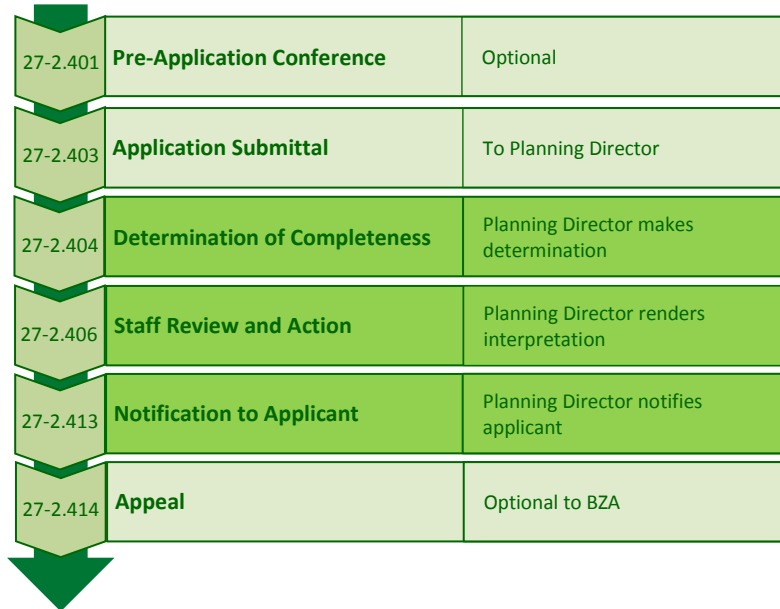 27-2.401
Pre-Application Conference
Optional
27-2.403
Application Submittal
To Planning Director
27-2.404
Determination of Completeness
Planning Director makes
determination
27-2.406
Staff Review and Action
Planning Director renders
interpretation
27-2.413
Notification to Applicant
Planning Director notifies
applicant
27-2.414
Appeal
Optional to BZA